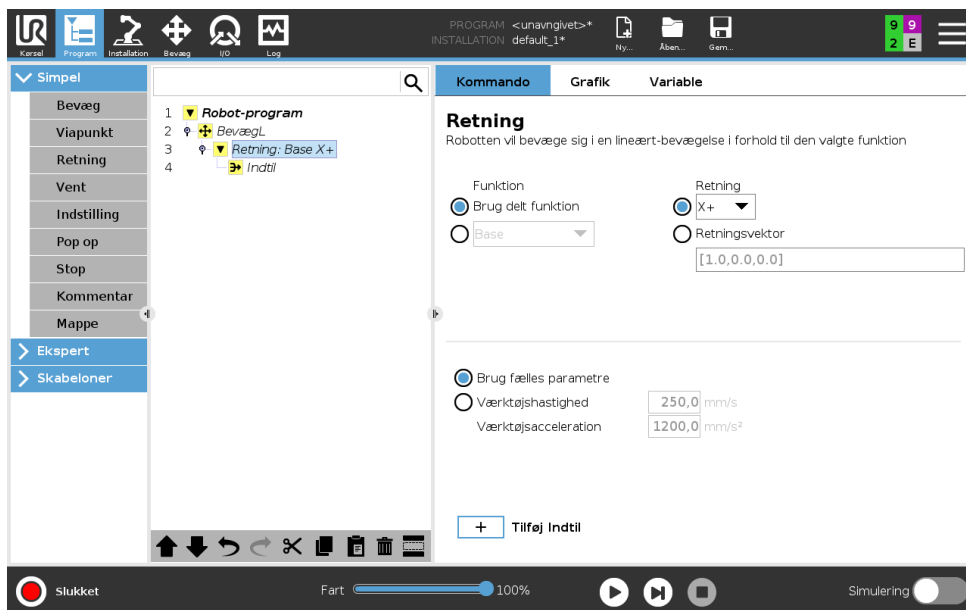 UR
PROGRAM <unavngivet>*
INSTALLATION default_1*
Kørsel
Program
Installation
Bevæg
I/O
Log
Ny...
Åben...
Gem...
9 9
2 E
Simpel
Bevæg
Viapunkt
Retning
Vent
Indstilling
Pop op
Stop
Kommentar
Mappe
Ekspert
Skabeloner
1 Robot-program
2 BevægL
3 Retning: Base X+
4 Indtil
Kommando Grafik Variable
Retning
Robotten vil bevæge sig i en lineært-bevægelse i forhold til den valgte funktion
Funktion
Brug delt funktion
Base
Retning
X+
Retningsvektor
[1.0,0.0,0.0]
Brug fælles parametre
Værktøjshastighed 250,0 mm/s
Værktøjsacceleration 1200,0 mm/s²
+ Tilføj Indtil
Slukket
Fart 100%
Simulering